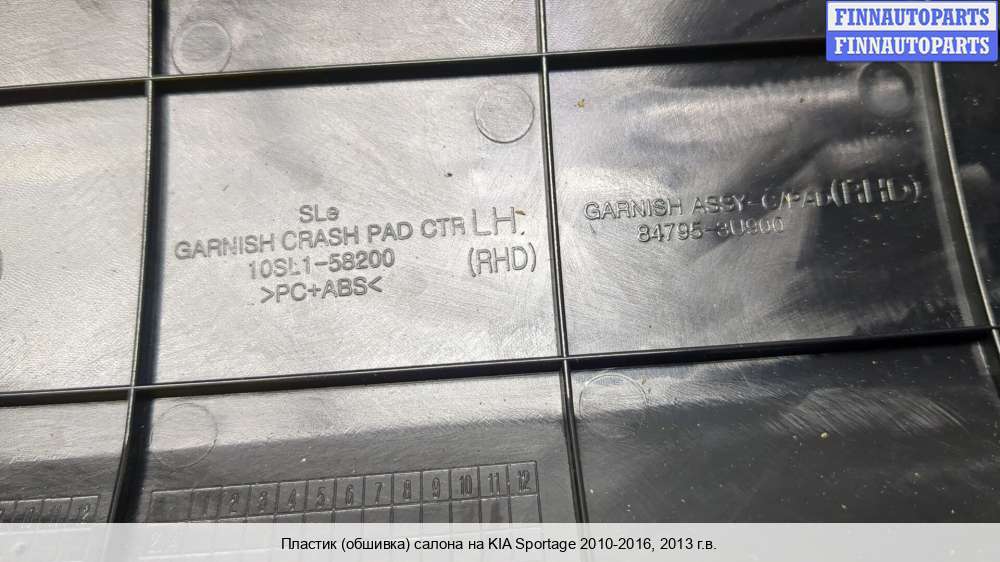 FINNAUTOPARTS
FINNAUTOPARTS
SLe
GARNISH CRASH PAD CTR LH.
10SL1-58200 (RHD)
>PC+ABS<
GARNISH ASSY-C/PAD(RHD)
84795-3U900
1 2 3 4 5 6 7 8 9 10 11 12
11 12
Пластик (обшивка) салона на KIA Sportage 2010-2016, 2013 г.в.